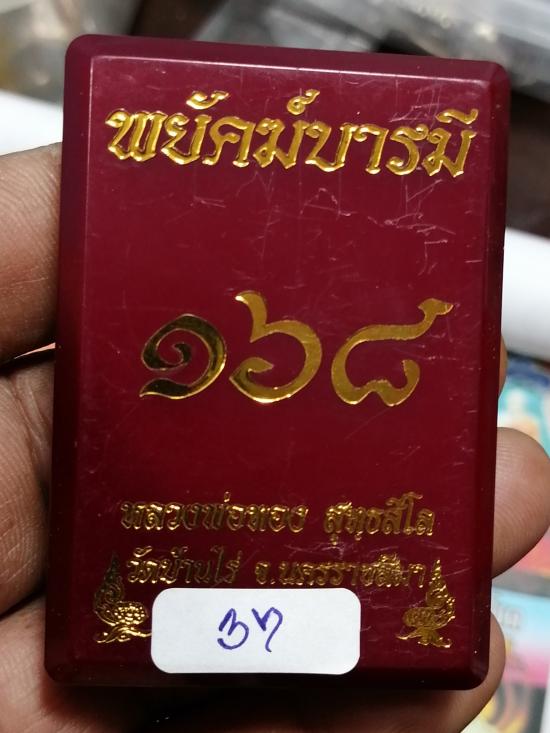 พยัคฆ์บารมี
๑๖๘
หลวงพ่อทอง สุทธสีโล
วัดบ้านไร่ จ.นครราชสีมา